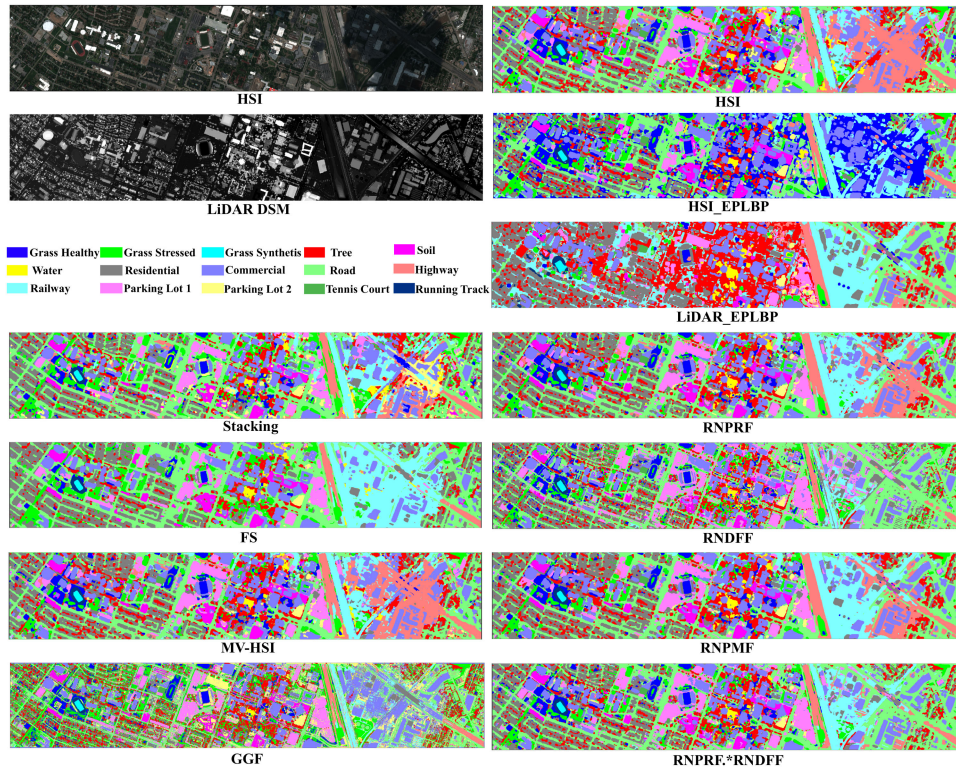 HSI
LiDAR DSM
Grass Healthy Grass Stressed Grass Synthetis Tree Soil
Water Residential Commercial Road Highway
Railway Parking Lot 1 Parking Lot 2 Tennis Court Running Track
Stacking
FS
MV-HSI
GGF
HSI
HSI_EPLBP
LiDAR_EPLBP
RNPRF
RNDFF
RNPMF
RNPRF.*RNDFF